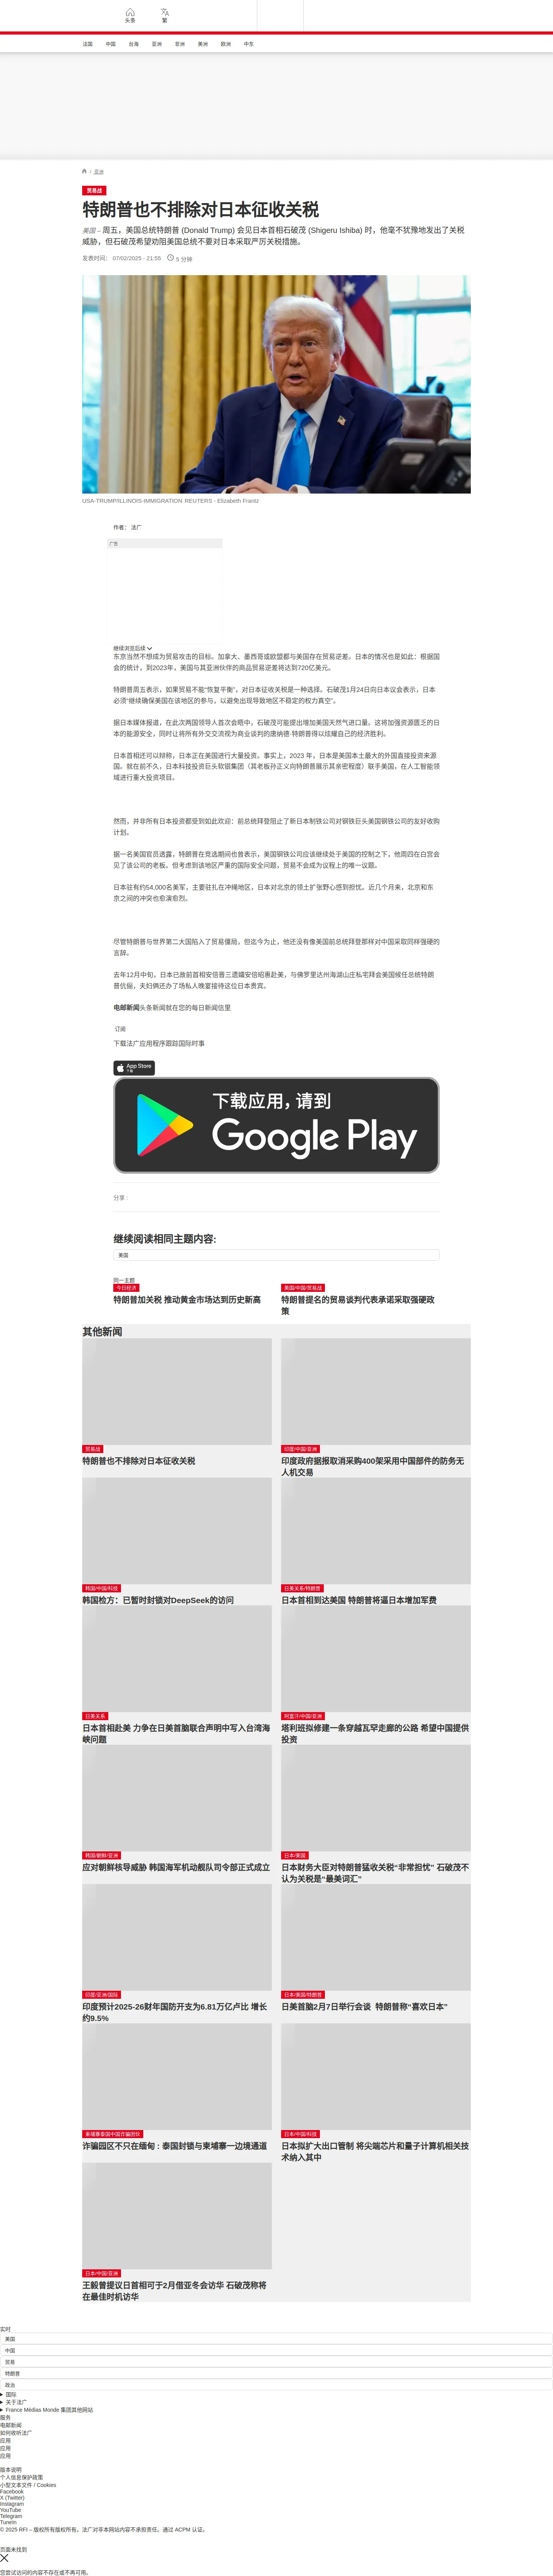 头条
繁
法国 中国 台海 亚洲 非洲 美洲 欧洲 中东
/ 亚洲
贸易战
特朗普也不排除对日本征收关税
美国 – 周五，美国总统特朗普 (Donald Trump) 会见日本首相石破茂 (Shigeru Ishiba) 时，他毫不犹豫地发出了关税
威胁，但石破茂希望劝阻美国总统不要对日本采取严厉关税措施。
发表时间： 07/02/2025 - 21:55 5 分钟
USA-TRUMP/ILLINOIS-IMMIGRATION REUTERS - Elizabeth Frantz
作者： 法广
广告
继续浏览后续
东京当然不想成为贸易攻击的目标。加拿大、墨西哥或欧盟都与美国存在贸易逆差。日本的情况也是如此：根据国
会的统计，到2023年，美国与其亚洲伙伴的商品贸易逆差将达到720亿美元。
特朗普周五表示，如果贸易不能“恢复平衡”，对日本征收关税是一种选择。石破茂1月24日向日本议会表示，日本
必须“继续确保美国在该地区的参与，以避免出现导致地区不稳定的权力真空”。
据日本媒体报道，在此次两国领导人首次会晤中，石破茂可能提出增加美国天然气进口量。这将加强资源匮乏的日
本的能源安全，同时让将所有外交交流视为商业谈判的唐纳德·特朗普得以炫耀自己的经济胜利。
日本首相还可以辩称，日本正在美国进行大量投资。事实上，2023 年，日本是美国本土最大的外国直接投资来源
国。就在前不久，日本科技投资巨头软银集团（其老板孙正义向特朗普展示其亲密程度）联手美国，在人工智能领
域进行重大投资项目。
然而，并非所有日本投资都受到如此欢迎：前总统拜登阻止了新日本制铁公司对钢铁巨头美国钢铁公司的友好收购
计划。
据一名美国官员透露，特朗普在竞选期间也曾表示，美国钢铁公司应该继续处于美国的控制之下，他周四在白宫会
见了该公司的老板。但考虑到该地区严重的国际安全问题，贸易不会成为议程上的唯一议题。
日本驻有约54,000名美军，主要驻扎在冲绳地区，日本对北京的领土扩张野心感到担忧。近几个月来，北京和东
京之间的冲突也愈演愈烈。
尽管特朗普与世界第二大国陷入了贸易僵局，但迄今为止，他还没有像美国前总统拜登那样对中国采取同样强硬的
言辞。
去年12月中旬，日本已故前首相安倍晋三遗孀安倍昭惠赴美，与佛罗里达州海湖山庄私宅拜会美国候任总统特朗
普伉俪，夫妇俩还办了场私人晚宴接待这位日本贵宾。
电邮新闻头条新闻就在您的每日新闻信里
订阅
下载法广应用程序跟踪国际时事
App Store
下载
下载应用，请到
Google Play
分享 :
继续阅读相同主题内容:
美国
同一主题
今日经济
特朗普加关税 推动黄金市场达到历史新高
美国/中国/贸易战
特朗普提名的贸易谈判代表承诺采取强硬政
策
其他新闻
贸易战
特朗普也不排除对日本征收关税
印度/中国/亚洲
印度政府据报取消采购400架采用中国部件的防务无
人机交易
韩国/中国/科技
韩国检方：已暂时封锁对DeepSeek的访问
日美关系/特朗普
日本首相到达美国 特朗普将逼日本增加军费
日美关系
日本首相赴美 力争在日美首脑联合声明中写入台湾海
峡问题
阿富汗/中国/亚洲
塔利班拟修建一条穿越瓦罕走廊的公路 希望中国提供
投资
韩国/朝鲜/亚洲
应对朝鲜核导威胁 韩国海军机动舰队司令部正式成立
日本/美国
日本财务大臣对特朗普猛收关税“非常担忧” 石破茂不
认为关税是“最美词汇”
印度/亚洲/国际
印度预计2025-26财年国防开支为6.81万亿卢比 增长
约9.5%
日本/美国/特朗普
日美首脑2月7日举行会谈 特朗普称“喜欢日本”
柬埔寨泰国中国诈骗团伙
诈骗园区不只在缅甸 : 泰国封锁与柬埔寨一边境通道
日本/中国/科技
日本拟扩大出口管制 将尖端芯片和量子计算机相关技
术纳入其中
日本/中国/亚洲
王毅曾提议日首相可于2月借亚冬会访华 石破茂称将
在最佳时机访华
实时
美国
中国
贸易
特朗普
政治
国际
关于法广
France Médias Monde 集团其他网站
服务
电邮新闻
如何收听法广
应用
应用
应用
版本说明
个人信息保护政策
小型文本文件 / Cookies
Facebook
X (Twitter)
Instagram
YouTube
Telegram
TuneIn
© 2025 RFI – 版权所有版权所有。法广对非本网站内容不承担责任。通过 ACPM 认证。
页面未找到
您尝试访问的内容不存在或不再可用。